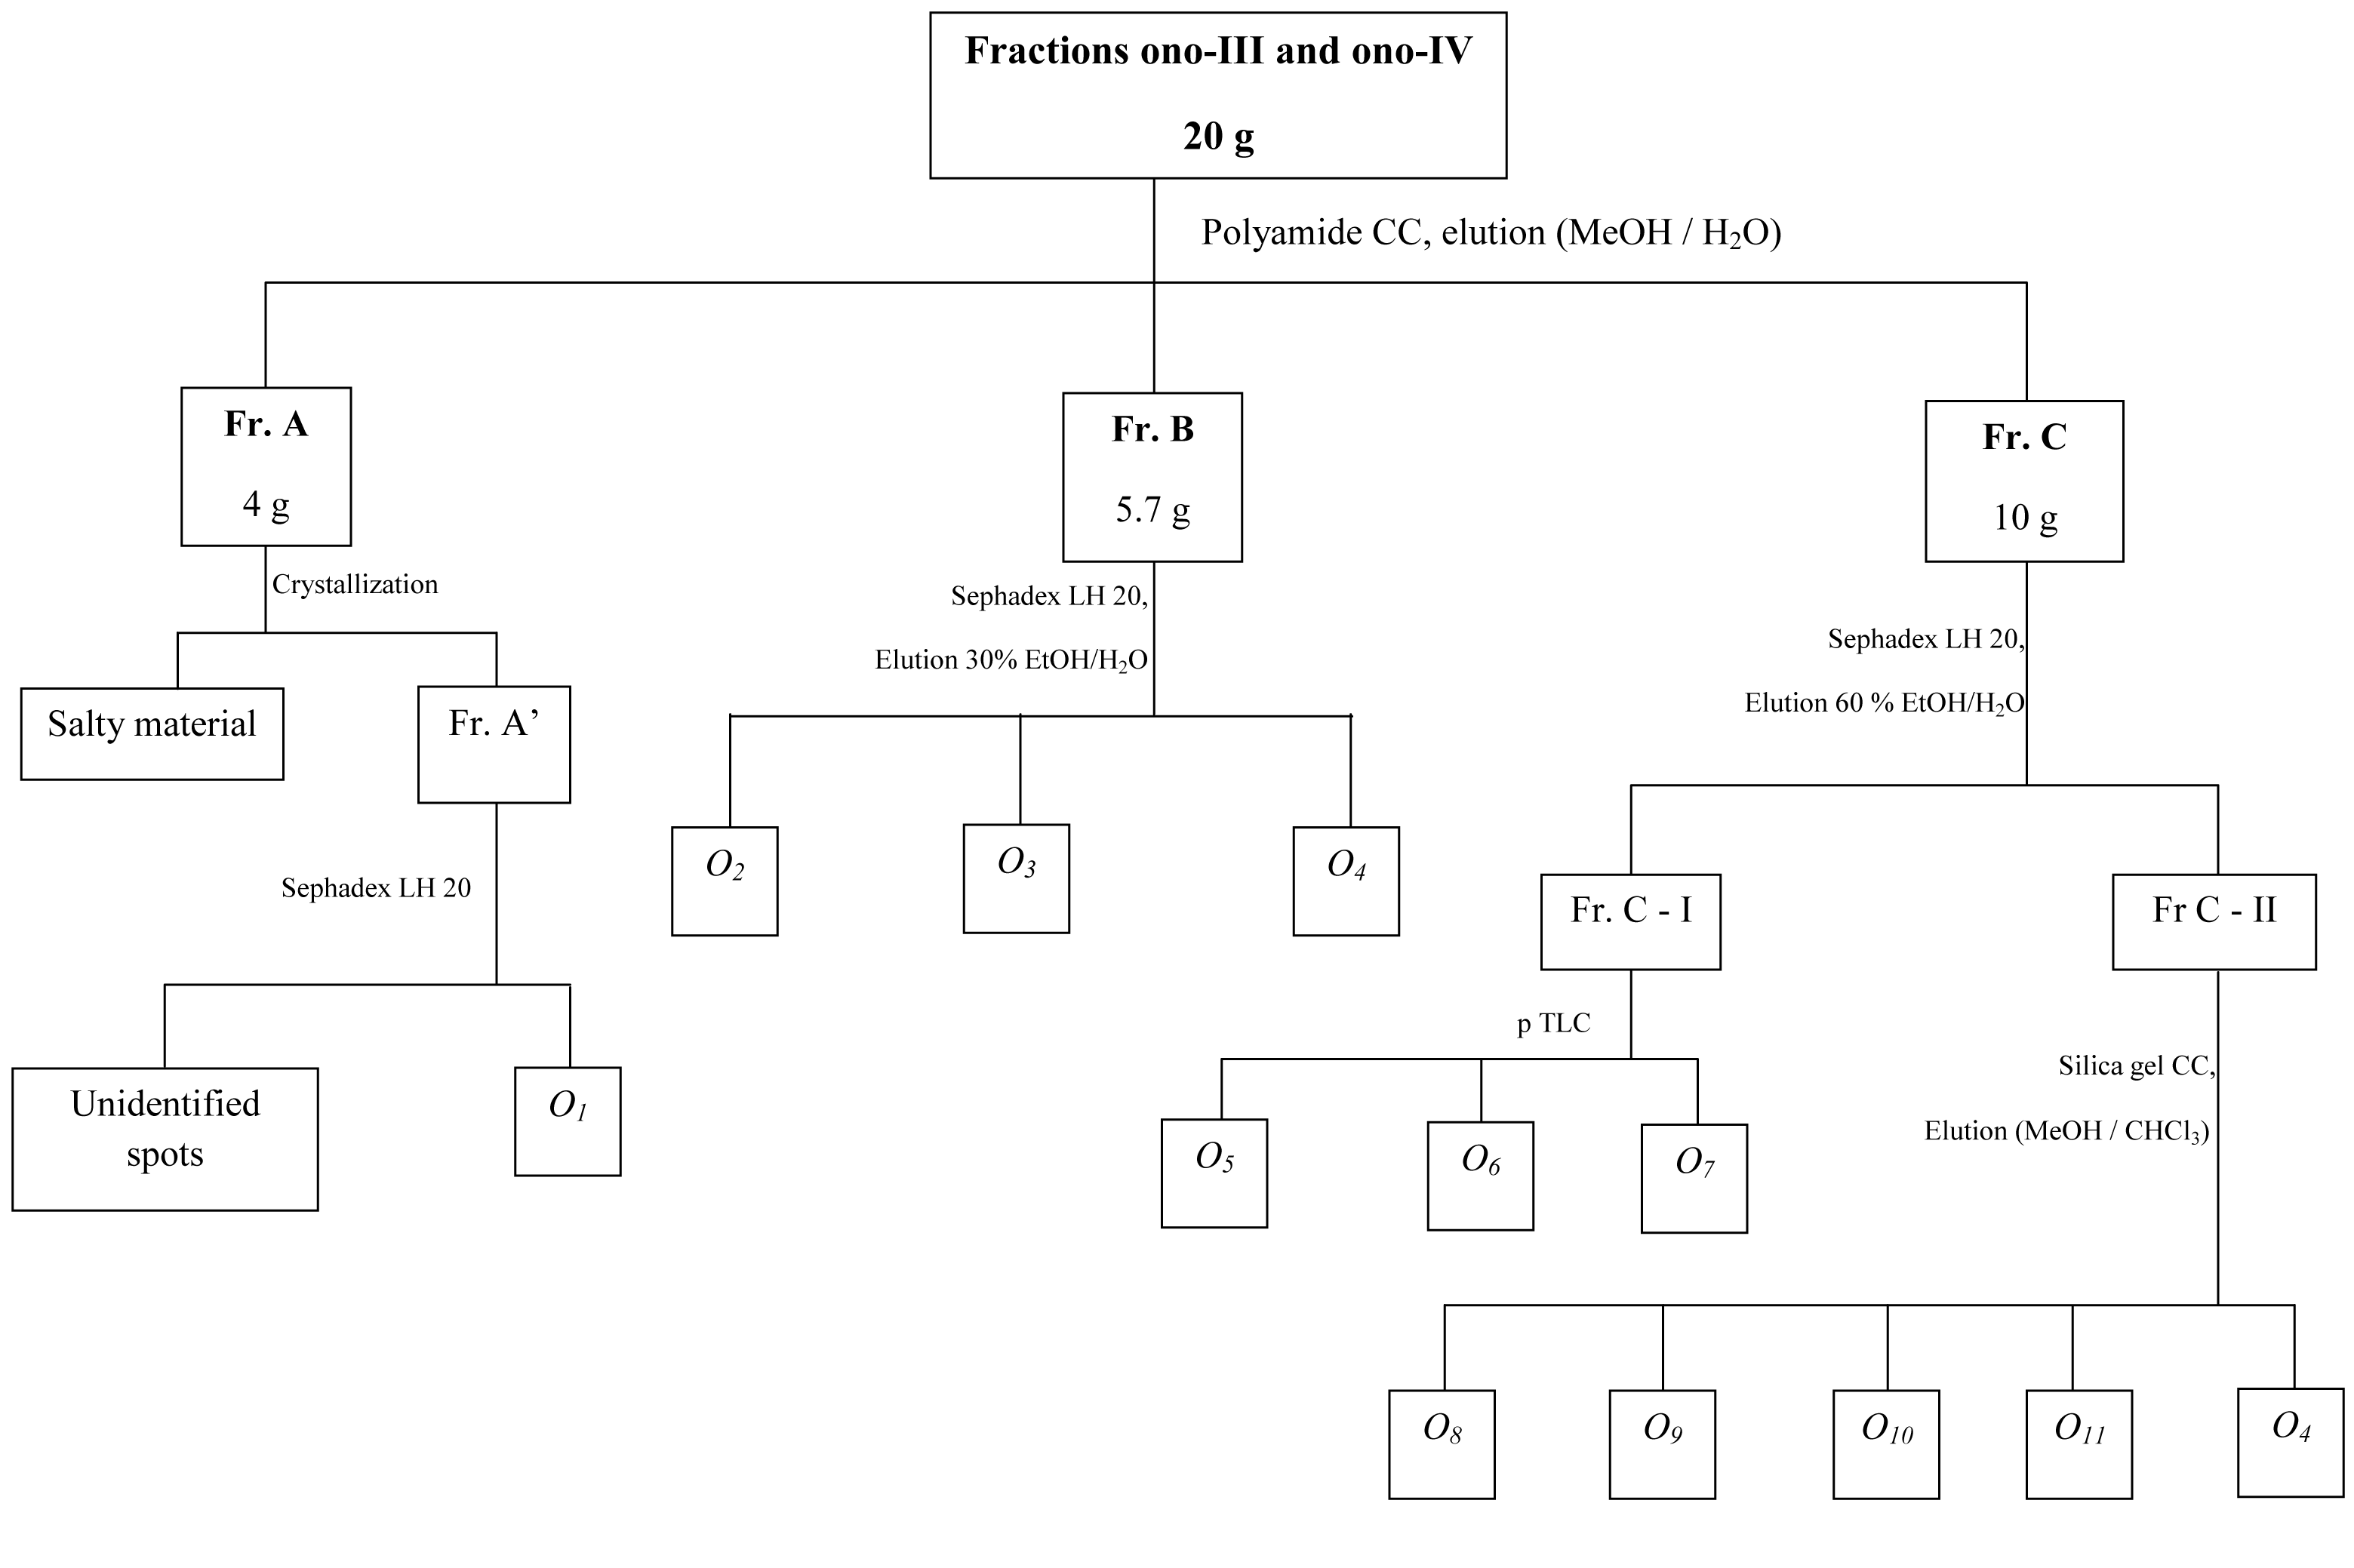 Fractions ono-III and ono-IV
20 g
Polyamide CC, elution (MeOH / H₂O)
Fr. A
4 g
Fr. B
5.7 g
Fr. C
10 g
Crystallization
Sephadex LH 20,
Elution 30% EtOH/H₂O
Sephadex LH 20,
Elution 60 % EtOH/H₂O
Salty material
Fr. A’
O₂
O₃
O₄
Sephadex LH 20
Fr. C - I
Fr C - II
p TLC
Silica gel CC,
Elution (MeOH / CHCl₃)
Unidentified
spots
O₁
O₅
O₆
O₇
O₈
O₉
O₁₀
O₁₁
O₄